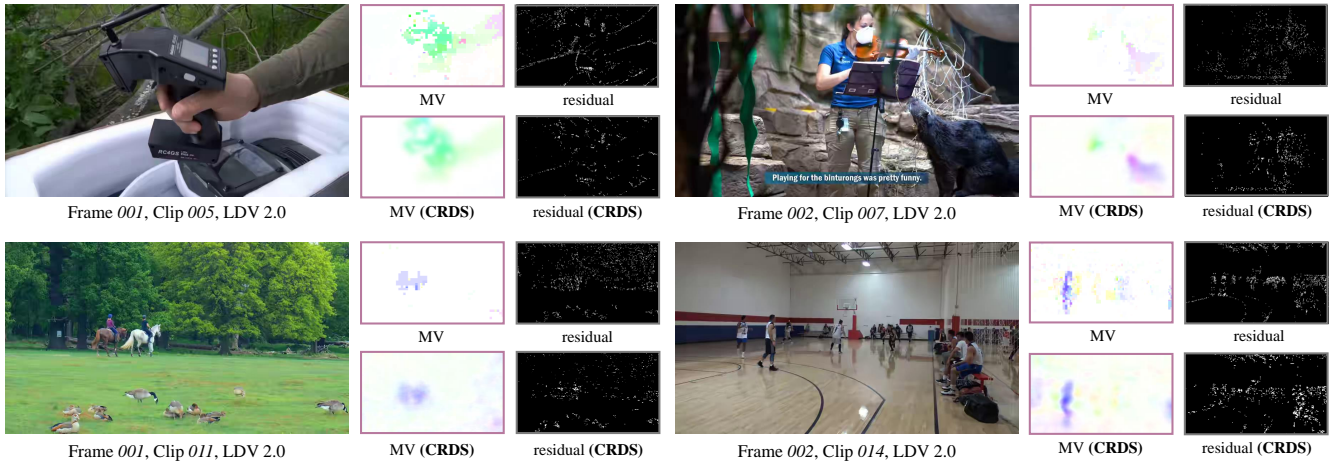 RC4GS
MV
residual
MV (CRDS)
residual (CRDS)
Frame 001, Clip 005, LDV 2.0
Playing for the binturongs was pretty funny.
MV
residual
MV (CRDS)
residual (CRDS)
Frame 002, Clip 007, LDV 2.0
MV
residual
MV (CRDS)
residual (CRDS)
Frame 001, Clip 011, LDV 2.0
MV
residual
MV (CRDS)
residual (CRDS)
Frame 002, Clip 014, LDV 2.0